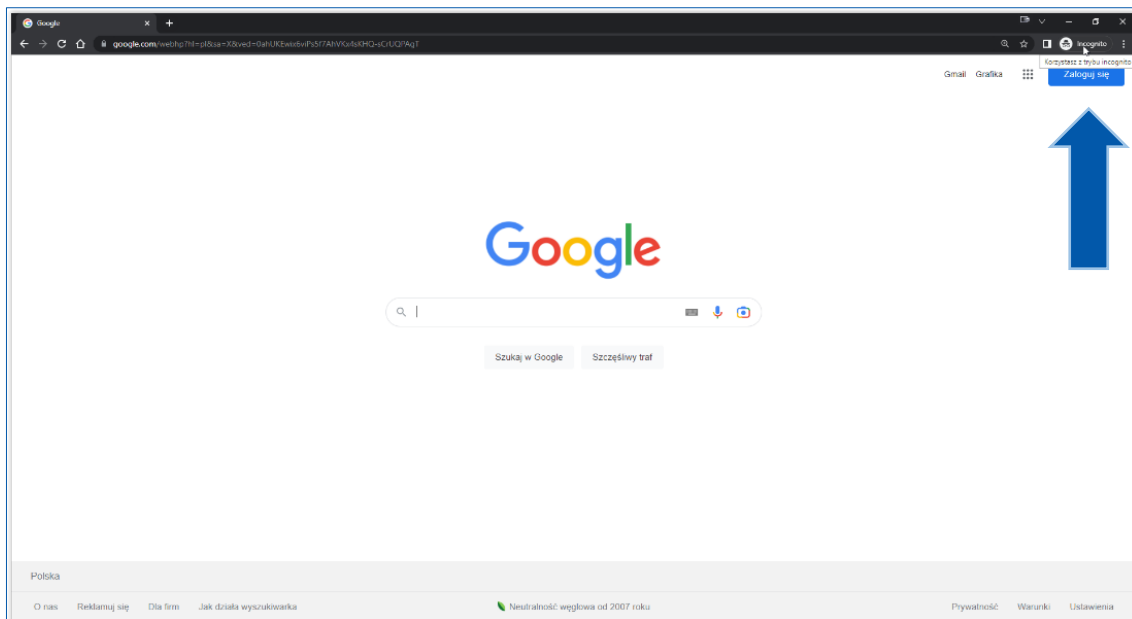 Google
google.com/webhp?hl=pl&sa=X&ved=
Incognito
Korzystasz z trybu incognito
Gmail Grafika Zaloguj się
Google
Szukaj w Google Szczęśliwy traf
Polska
O nas Reklamuj się Dla firm Jak działa wyszukiwarka Neutralność węglowa od 2007 roku Prywatność Warunki Ustawienia